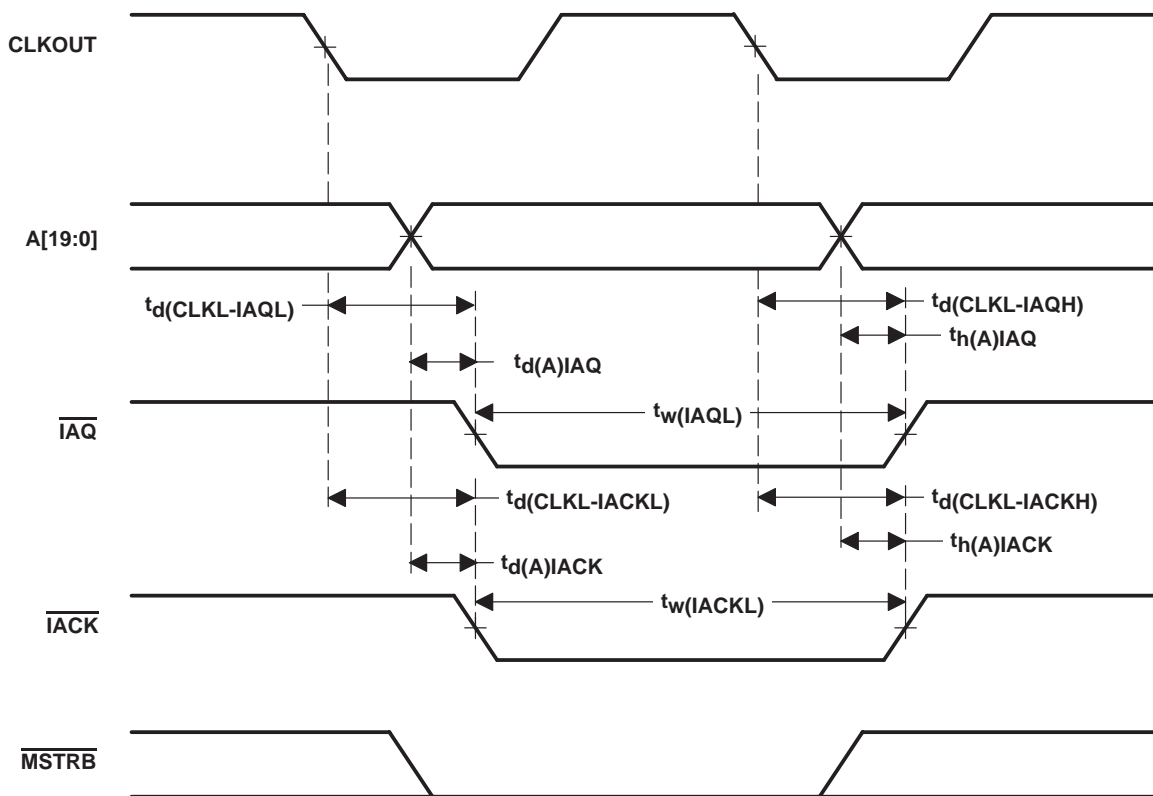 CLKOUT
A[19:0]
td(CLKL-IAQL)
td(CLKL-IAQH)
th(A)IAQ
td(A)IAQ
tw(IAQL)
IAQ
td(CLKL-IACKL)
td(CLKL-IACKH)
th(A)IACK
td(A)IACK
tw(IACKL)
IACK
MSTRB